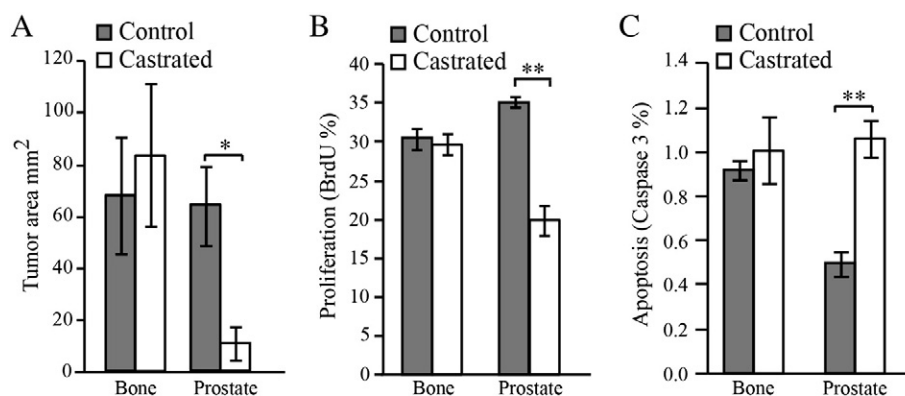 A
Control
Castrated
Tumor area mm²
120
100
80
60
40
20
0
*
Bone Prostate
B
Control
Castrated
Proliferation (BrdU %)
40
35
30
25
20
15
10
5
0
**
Bone Prostate
C
Control
Castrated
Apoptosis (Caspase 3 %)
1.4
1.2
1.0
0.8
0.6
0.4
0.2
0.0
**
Bone Prostate